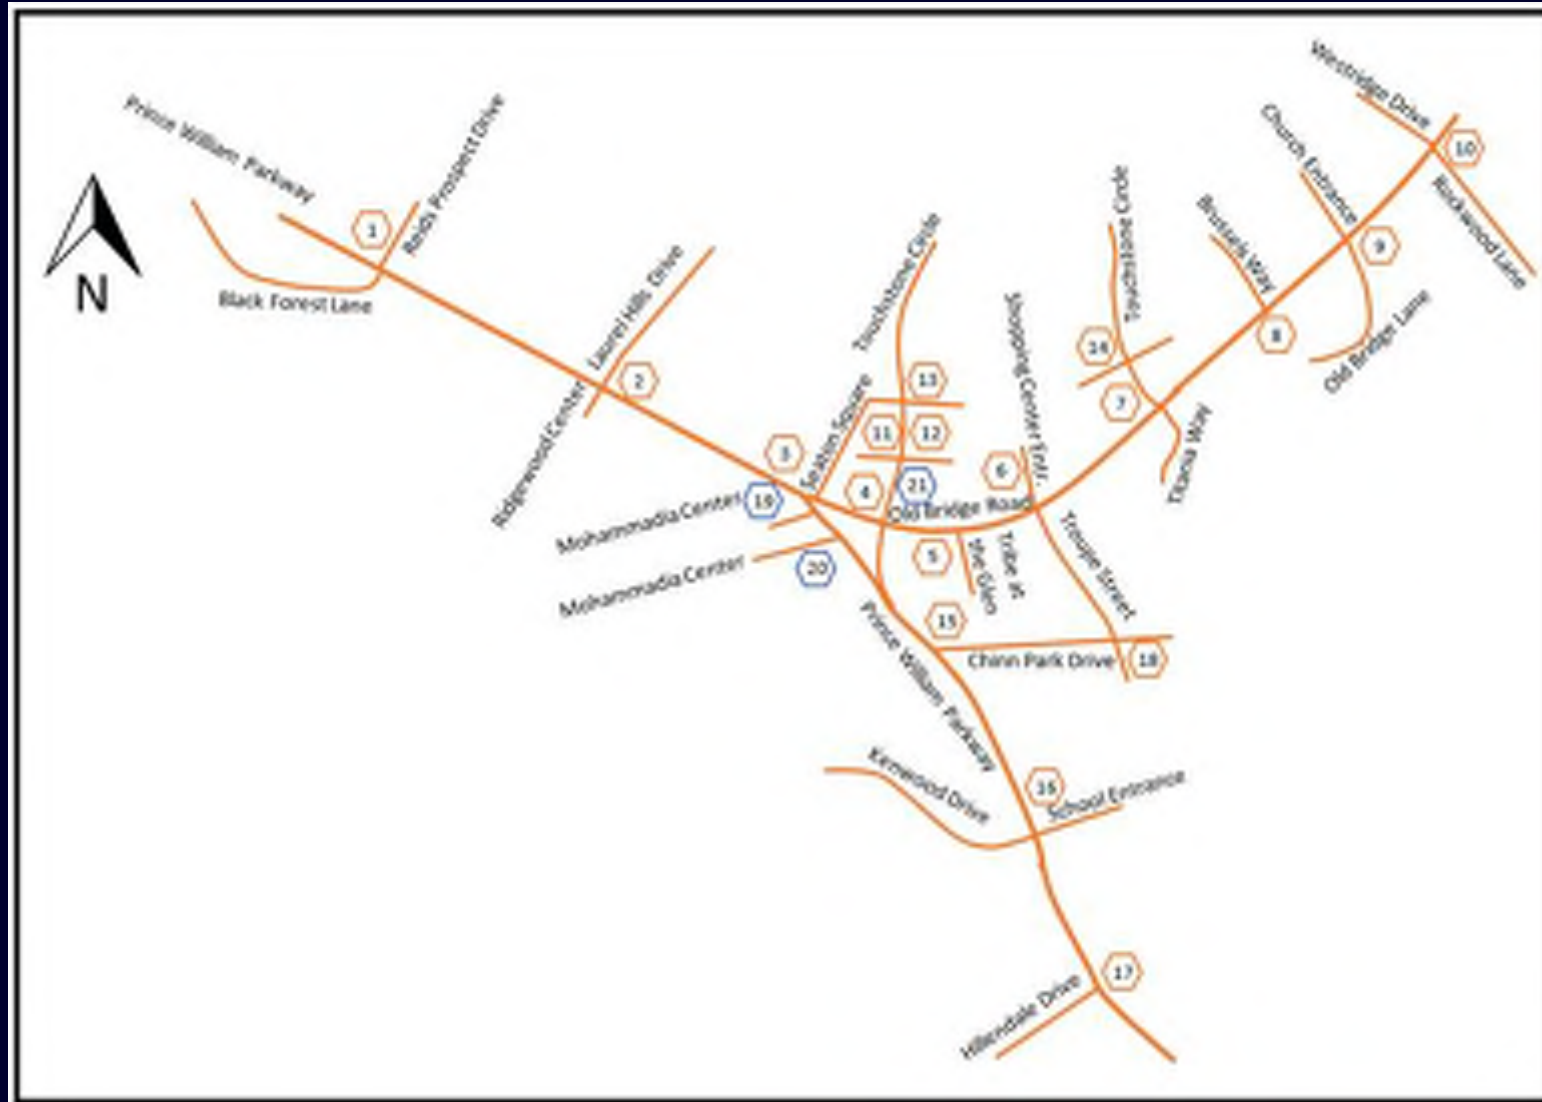 Westridge Drive
Prince William Parkway
Reids Prospect Drive
Church Entrance
10
Rockwood Lane
Touchstone Circle
Brussels Way
1
N
Black Forest Lane
Laurel Hills Drive
Touchstone Circle
9
Shopping Center Entr.
14
8
Old Bridge Lane
2
Ridgewood Center
13
7
Seaton Square
11
12
Titania Way
3
6
4
21
19
Mohammadia Center
Old Bridge Road
5
Tribe at
the Glen
Troupe Street
20
Mohammadia Center
15
Prince William Parkway
Chinn Park Drive
18
Kenwood Drive
16
School Entrance
17
Hillendale Drive